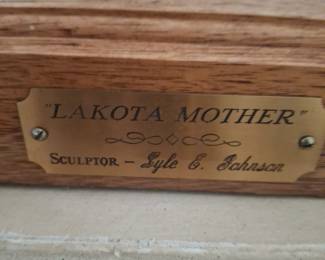 "LAKOTA MOTHER"
SCULPTOR - Lyle E. Johnson